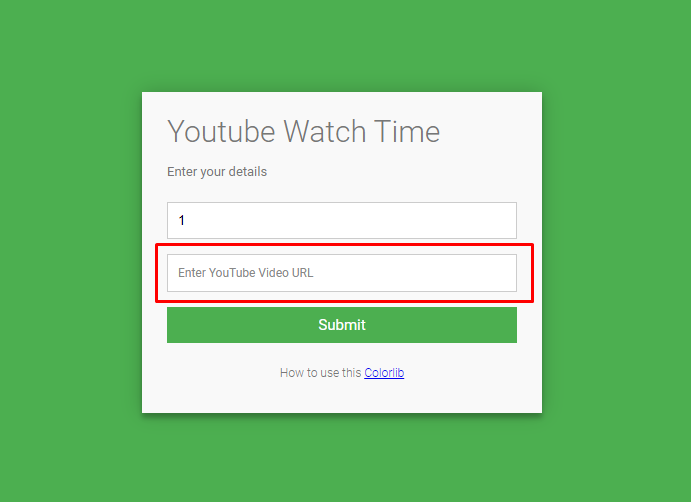 Youtube Watch Time
Enter your details
1
Enter YouTube Video URL
Submit
How to use this Colorlib